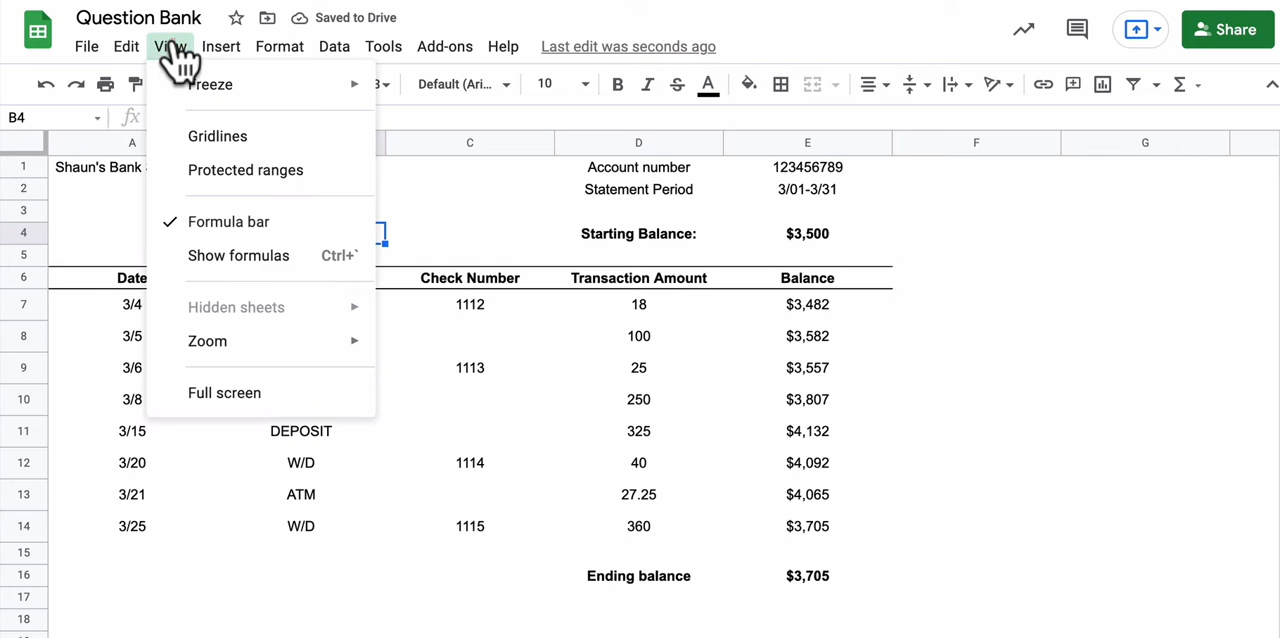 Question Bank Saved to Drive
File Edit View Insert Format Data Tools Add-ons Help Last edit was seconds ago Share
Default (Ari... 10 B I S A Σ
B4 fx
Freeze
Gridlines
Protected ranges
Formula bar
Show formulas Ctrl+`
Hidden sheets
Zoom
Full screen
A C D E F G
1 Shaun's Bank Account number 123456789
2 Statement Period 3/01-3/31
3
4 Starting Balance: $3,500
5
6 Date Check Number Transaction Amount Balance
7 3/4 1112 18 $3,482
8 3/5 100 $3,582
9 3/6 1113 25 $3,557
10 3/8 250 $3,807
11 3/15 DEPOSIT 325 $4,132
12 3/20 W/D 1114 40 $4,092
13 3/21 ATM 27.25 $4,065
14 3/25 W/D 1115 360 $3,705
15
16 Ending balance $3,705
17
18